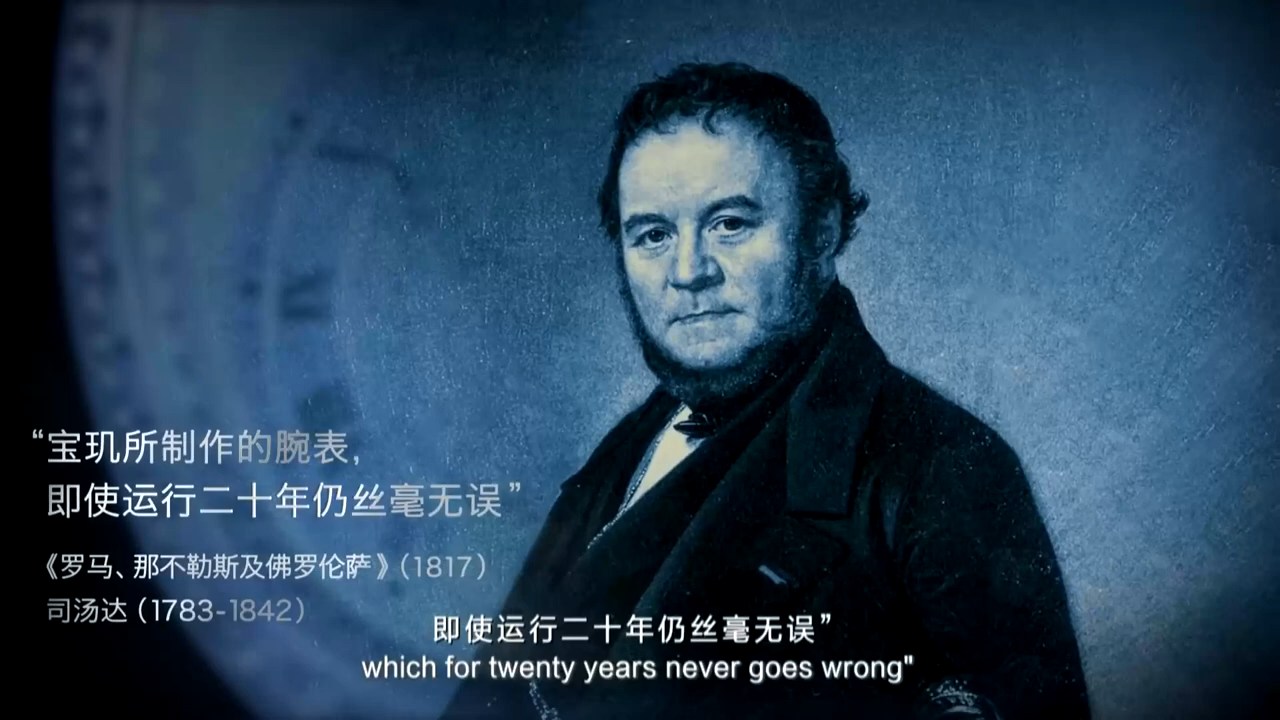 “宝玑所制作的腕表,
即使运行二十年仍丝毫无误”
《罗马、那不勒斯及佛罗伦萨》(1817)
司汤达 (1783-1842)
即使运行二十年仍丝毫无误”
which for twenty years never goes wrong"